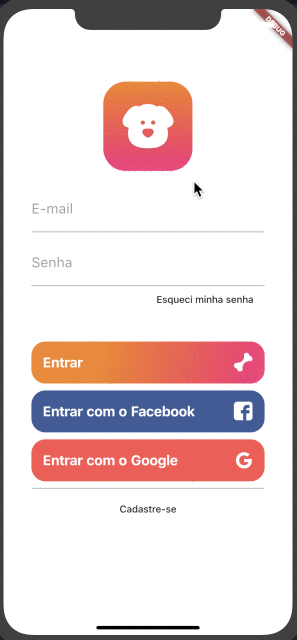 DEBUG
E-mail
Senha
Esqueci minha senha
Entrar
Entrar com o Facebook
Entrar com o Google
Cadastre-se